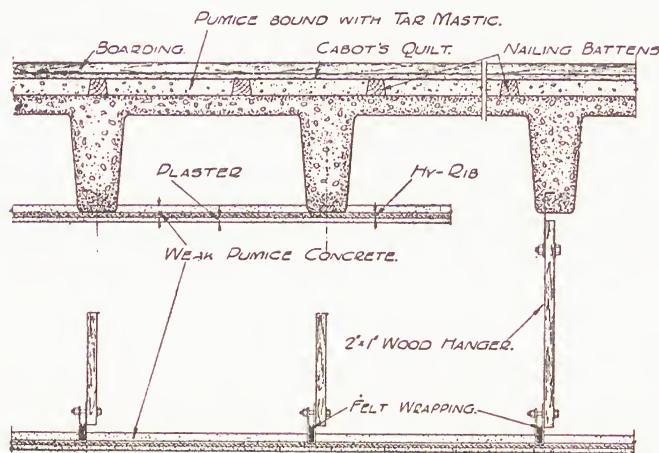 PUMICE BOUND WITH TAR MASTIC.
BOARDING.
CABOT'S QUILT.
NAILING BATTENS
PLASTER
HY-RIB
WEAK PUMICE CONCRETE.
2"×1" WOOD HANGER.
FELT WRAPPING.